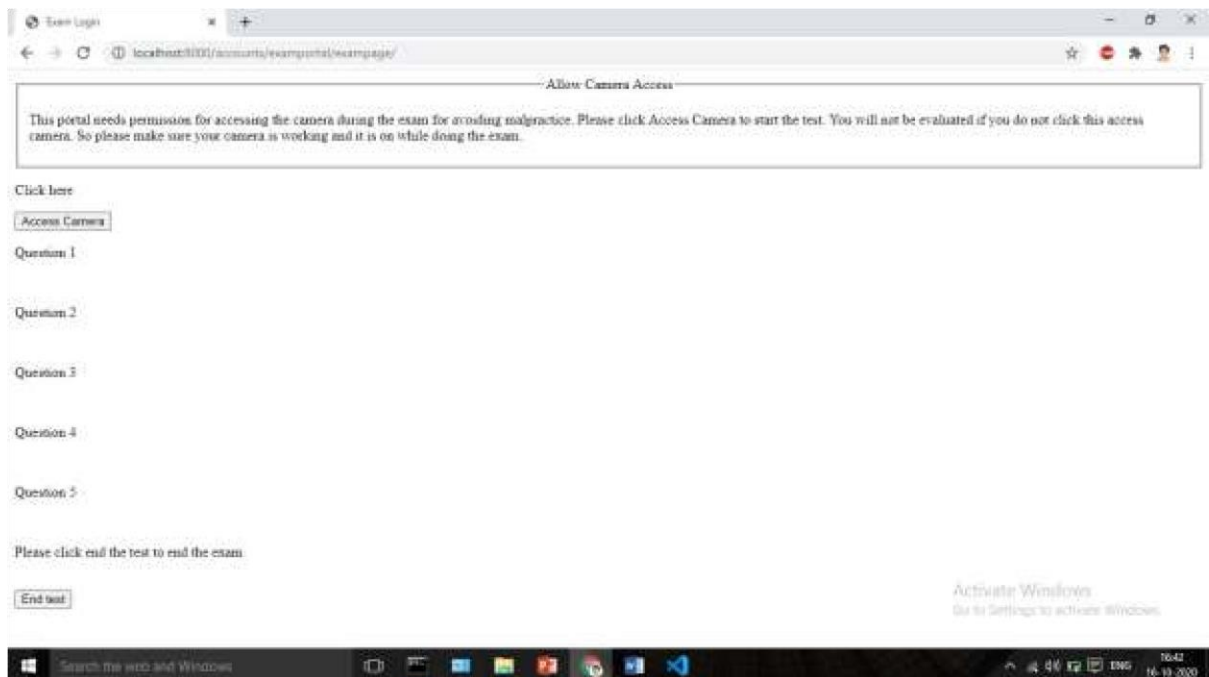 Exam Login
localhost:8000/accounts/examportal/exampage/
Allow Camera Access
This portal needs permission for accessing the camera during the exam for avoiding malpractice. Please click Access Camera to start the test. You will not be evaluated if you do not click this access
camera. So please make sure your camera is working and it is on while doing the exam.
Click here
Access Camera
Question 1
Question 2
Question 3
Question 4
Question 5
Please click end the test to end the exam
End test
Activate Windows
Go to Settings to activate Windows.
Search the web and Windows
ENG
16:42
16-10-2020